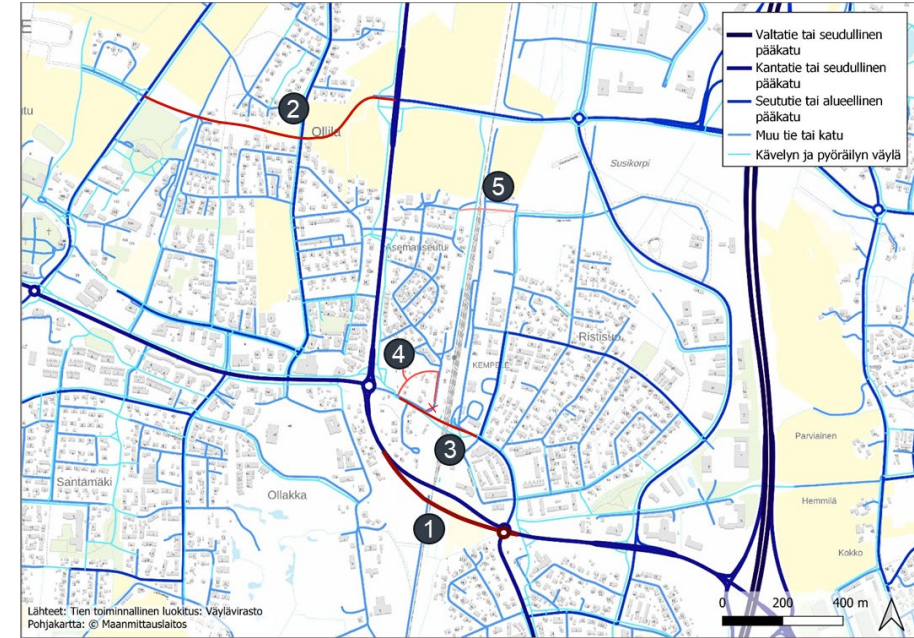 Valtatie tai seudullinen
pääkatu
Kantatie tai seudullinen
pääkatu
Seututie tai alueellinen
pääkatu
Muu tie tai katu
Kävelyn ja pyöräilyn väylä
2
Ollila
Susikorpi
5
Asemanseutu
Ristisuo
4
KEMPELE
3
Parviainen
Santamäki
Ollakka
Hemmilä
1
Kokko
Lähteet: Tien toiminnallinen luokitus: Väylävirasto
Pohjakartta: © Maanmittauslaitos
0 200 400 m